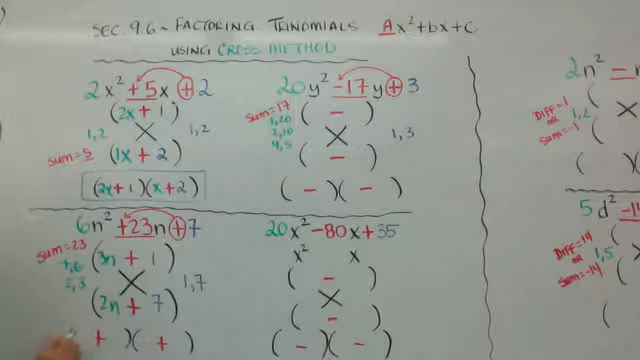 SEC. 9.6 ~ FACTORING TRINOMIALS Ax²+bx+c
USING CROSS METHOD
2x² +5x + 2
(2x + 1)
1,2
1,2
sum = 5
(1x + 2)
(2x+1)(x+2)
20y² -17y + 3
sum = 17
( - )
1,20
2,10
4,5
1,3
( - )
( - )( - )
6n² +23n + 7
sum = 23
(3n + 1)
1,6
2,3
1,7
(2n + 7)
+ )( + )
20x² -80x + 35
x² x
( - )
( - )
( - )( - )
2n² -
DIFF = 1
OR
sum = -1
1,2
(
(
( )
5d² -1
DIFF = 14
OR
sum = -14
1,5
(
(
(